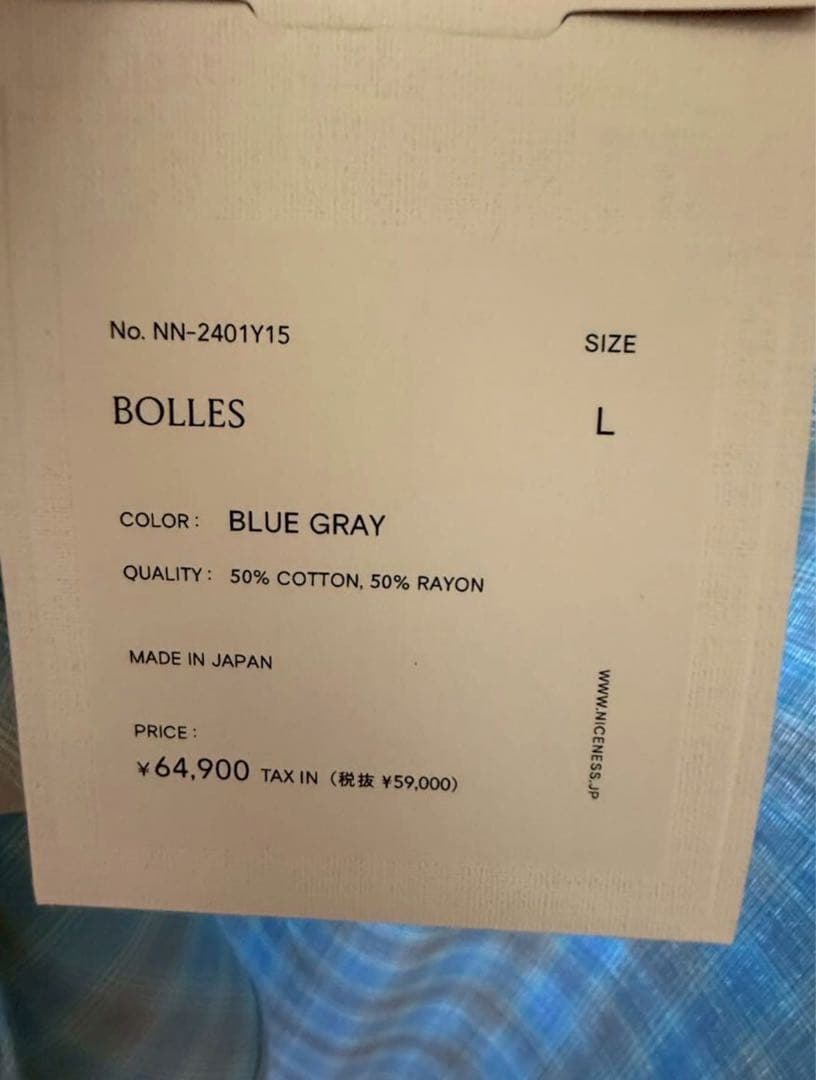 No. NN-2401Y15
SIZE
BOLLES
L
COLOR : BLUE GRAY
QUALITY : 50% COTTON, 50% RAYON
MADE IN JAPAN
PRICE :
¥64,900 TAX IN (税抜 ¥59,000)
WWW.NICENESS.JP